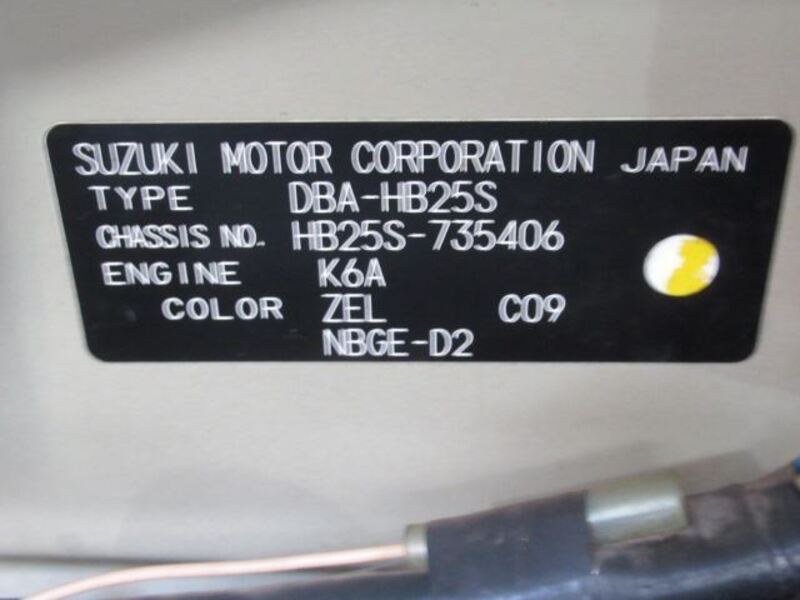 SUZUKI MOTOR CORPORATION JAPAN
TYPE DBA-HB25S
CHASSIS NO. HB25S-735406
ENGINE K6A
COLOR ZEL C09
NBGE-D2